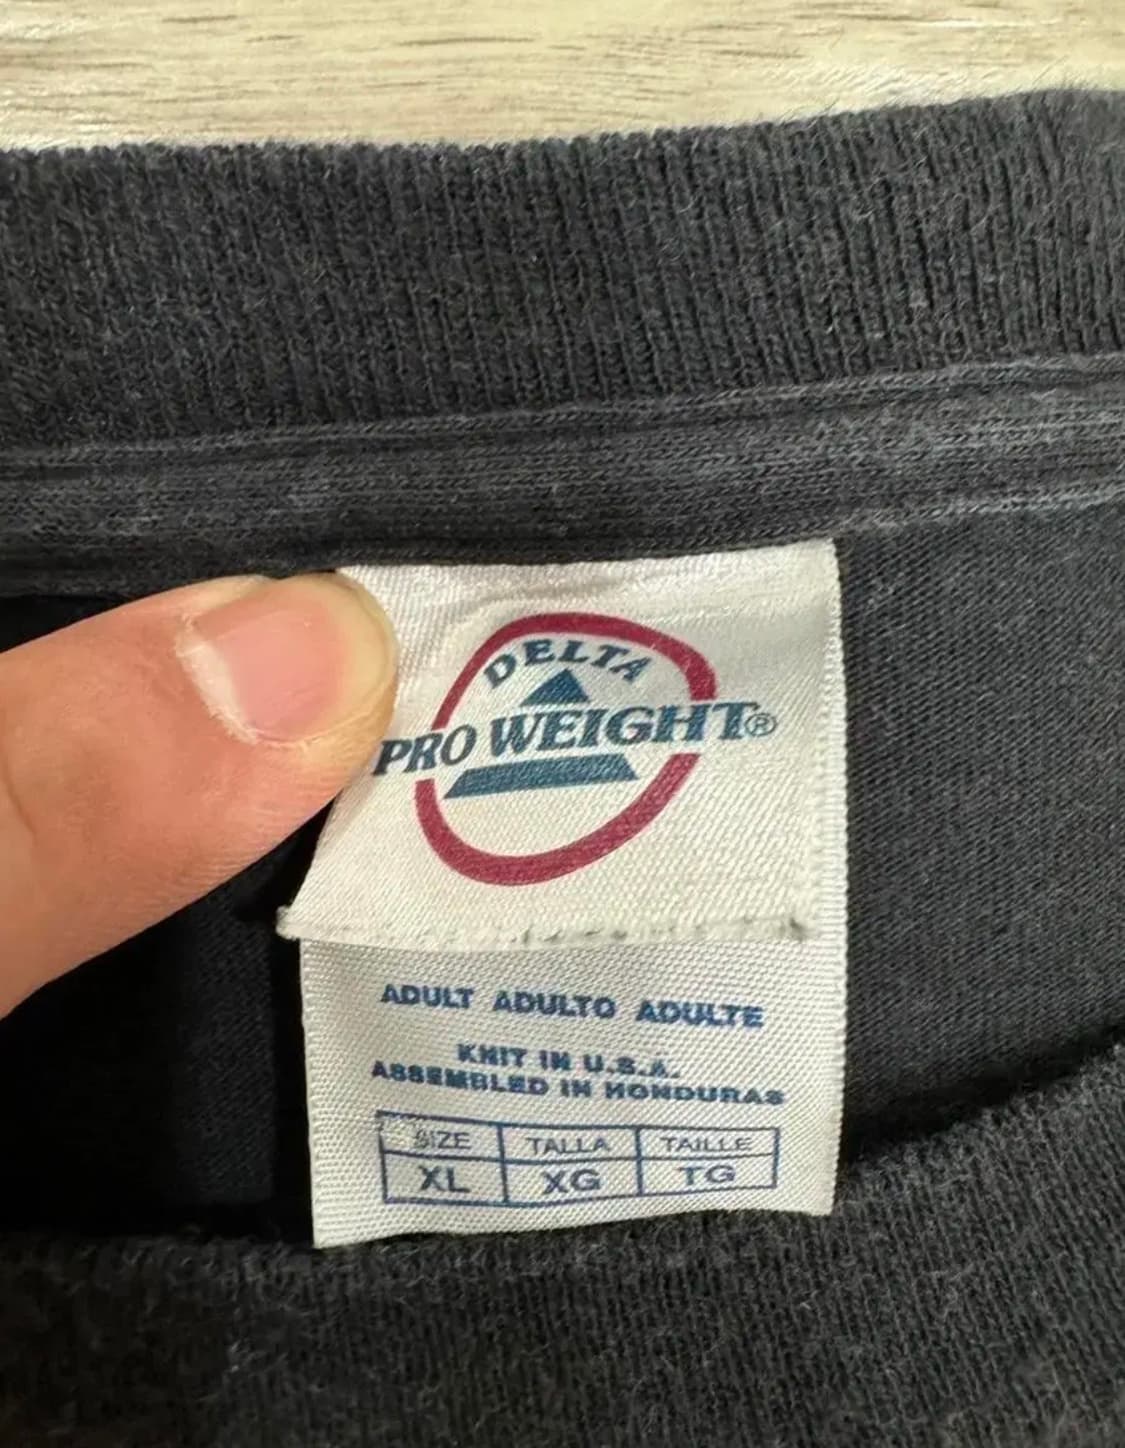 DELTA
PRO WEIGHT®
ADULT ADULTO ADULTE
KNIT IN U.S.A.
ASSEMBLED IN HONDURAS
SIZE TALLA TAILLE
XL XG TG